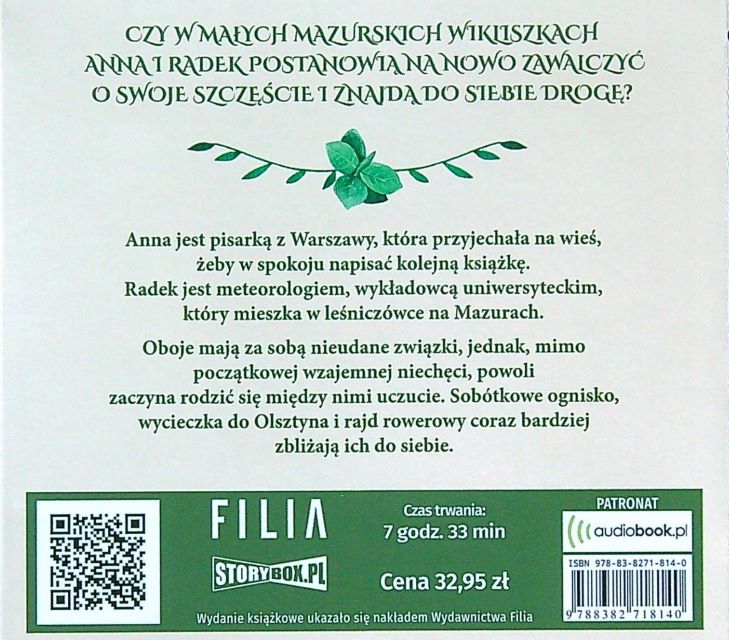 CZY W MAŁYCH MAZURSKICH WIKLISZKACH
ANNA I RADEK POSTANOWIĄ NA NOWO ZAWALCZYĆ
O SWOJE SZCZĘŚCIE I ZNAJDĄ DO SIEBIE DROGĘ?
Anna jest pisarką z Warszawy, która przyjechała na wieś,
żeby w spokoju napisać kolejną książkę.
Radek jest meteorologiem, wykładowcą uniwersyteckim,
który mieszka w leśniczówce na Mazurach.
Oboje mają za sobą nieudane związki, jednak, mimo
początkowej wzajemnej niechęci, powoli
zaczyna rodzić się między nimi uczucie. Sobótkowe ognisko,
wycieczka do Olsztyna i rajd rowerowy coraz bardziej
zbliżają ich do siebie.
FILIA
STORYBOX.PL
Czas trwania:
7 godz. 33 min
Cena 32,95 zł
Wydanie książkowe ukazało się nakładem Wydawnictwa Filia
PATRONAT
audiobook.pl
ISBN 978-83-8271-814-0
9 788382 718140